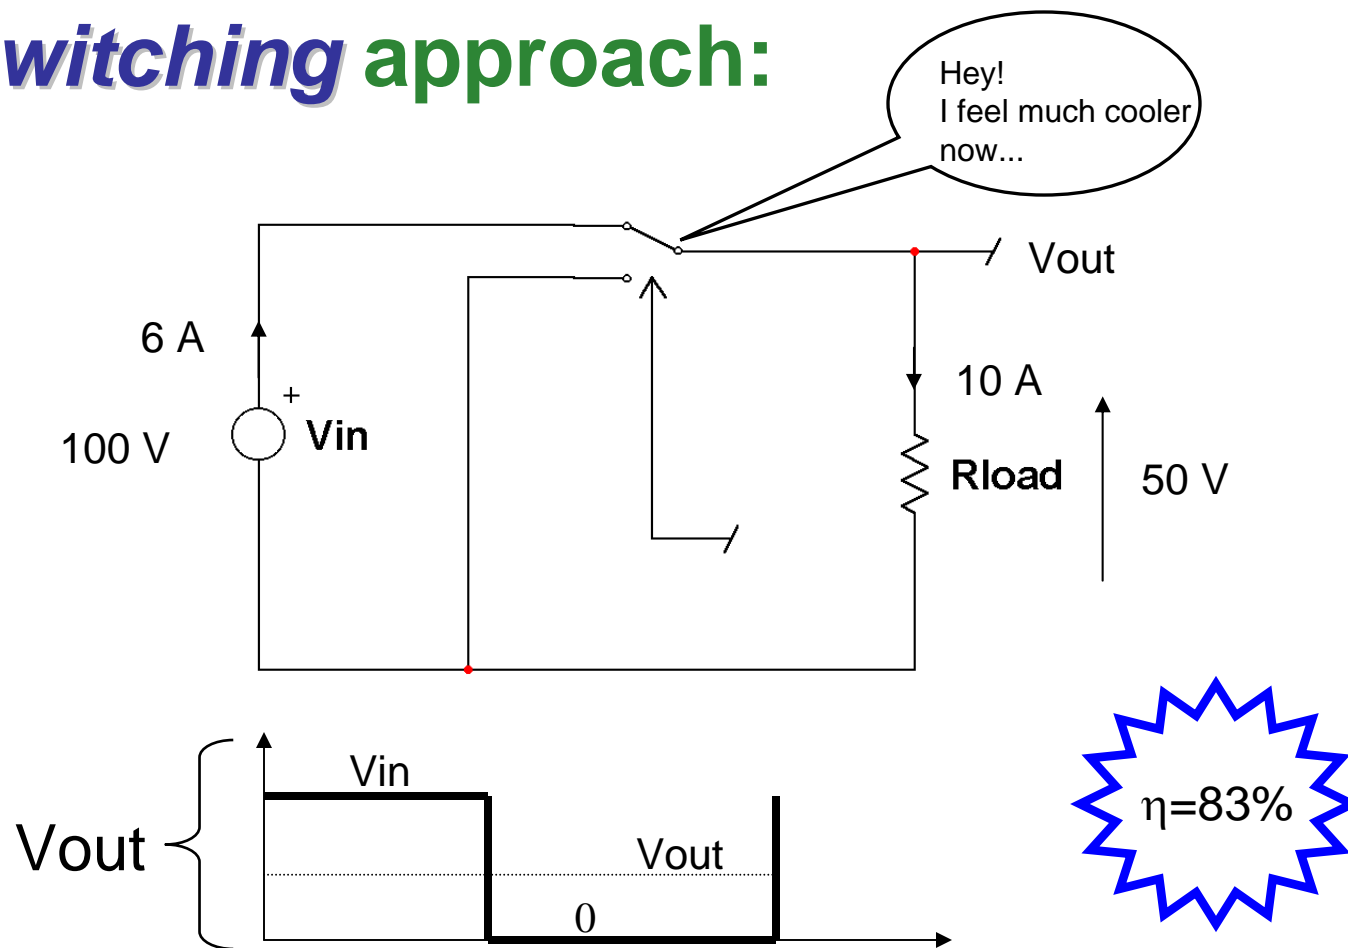 witching approach:
Hey!
I feel much cooler
now...
Vout
6 A
10 A
+
100 V
Vin
Rload
50 V
Vin
Vout
Vout
0
η=83%